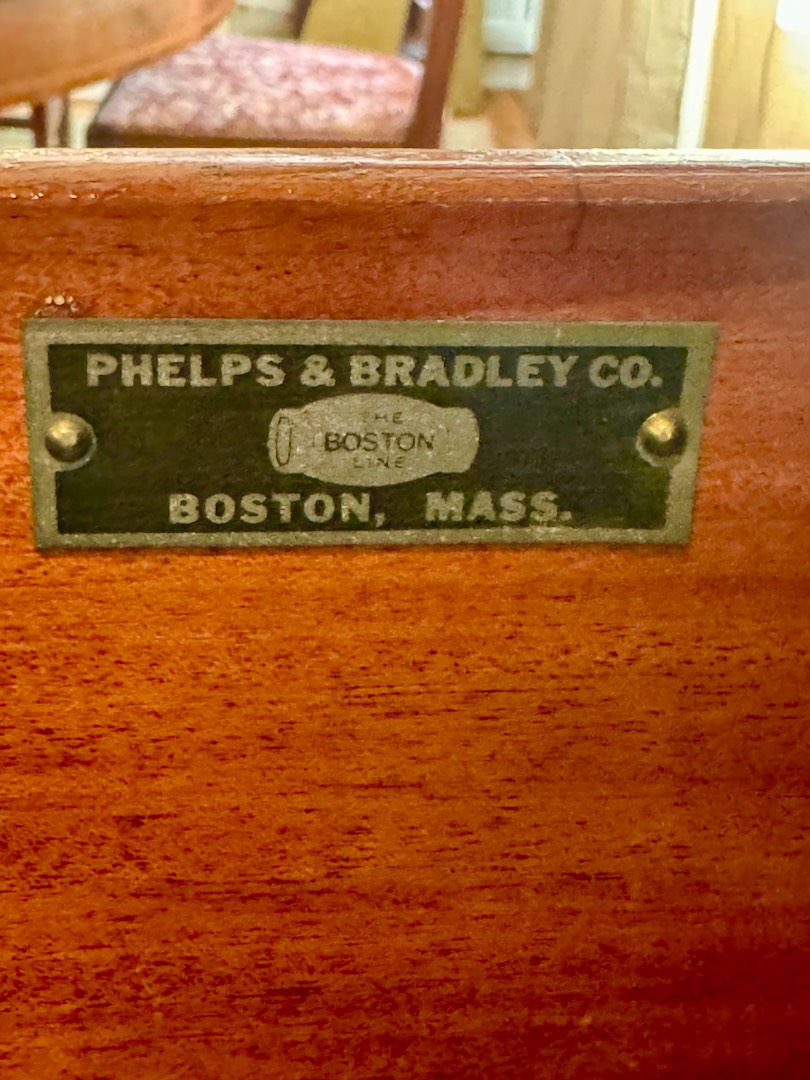 PHELPS & BRADLEY CO.
THE
BOSTON
LINE
BOSTON, MASS.